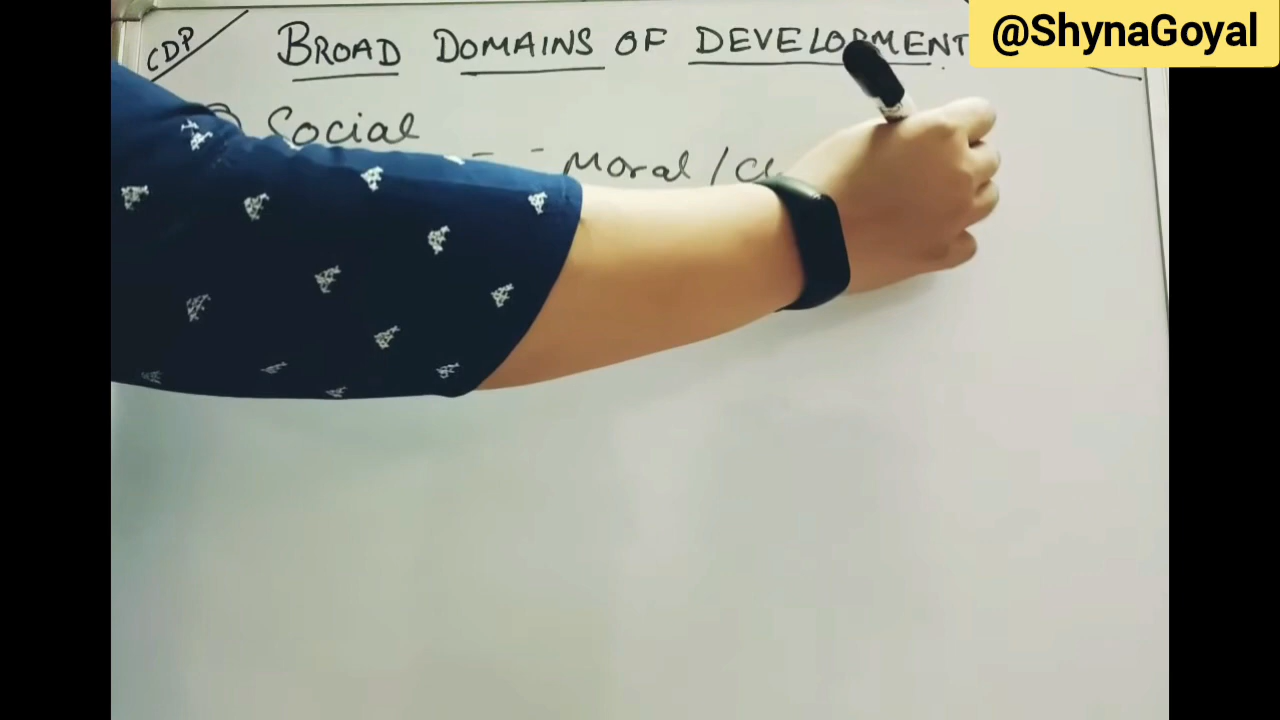 @ShynaGoyal
CDP
BROAD DOMAINS OF DEVELOPMENT
Social
- - Moral /